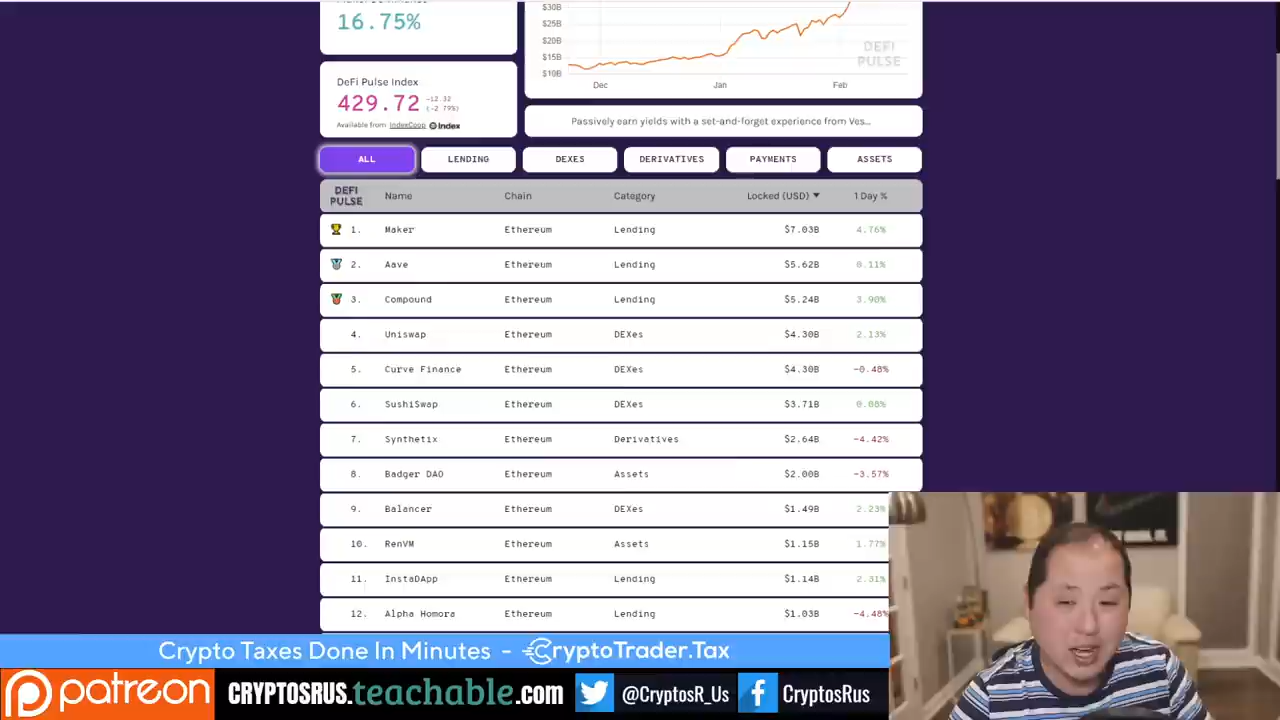 16.75%
$30B
$25B
$20B
$15B
$10B
DEFI
PULSE
Dec
Jan
Feb
DeFi Pulse Index
429.72
-12.32
(-2.79%)
Available from IndexCoop Index
Passively earn yields with a set-and-forget experience from Ves...
ALL
LENDING
DEXES
DERIVATIVES
PAYMENTS
ASSETS
DEFI
PULSE
Name Chain Category Locked (USD) ▼ 1 Day %
1. Maker Ethereum Lending $7.03B 4.76%
2. Aave Ethereum Lending $5.62B 0.11%
3. Compound Ethereum Lending $5.24B 3.90%
4. Uniswap Ethereum DEXes $4.30B 2.13%
5. Curve Finance Ethereum DEXes $4.30B -0.48%
6. SushiSwap Ethereum DEXes $3.71B 0.08%
7. Synthetix Ethereum Derivatives $2.64B -4.42%
8. Badger DAO Ethereum Assets $2.00B -3.57%
9. Balancer Ethereum DEXes $1.49B 2.23%
10. RenVM Ethereum Assets $1.15B 1.77%
11. InstaDApp Ethereum Lending $1.14B 2.31%
12. Alpha Homora Ethereum Lending $1.03B -4.48%
Crypto Taxes Done In Minutes - CryptoTrader.Tax
patreon
CRYPTOSRUS.teachable.com
@CryptosR_Us
CryptosRus